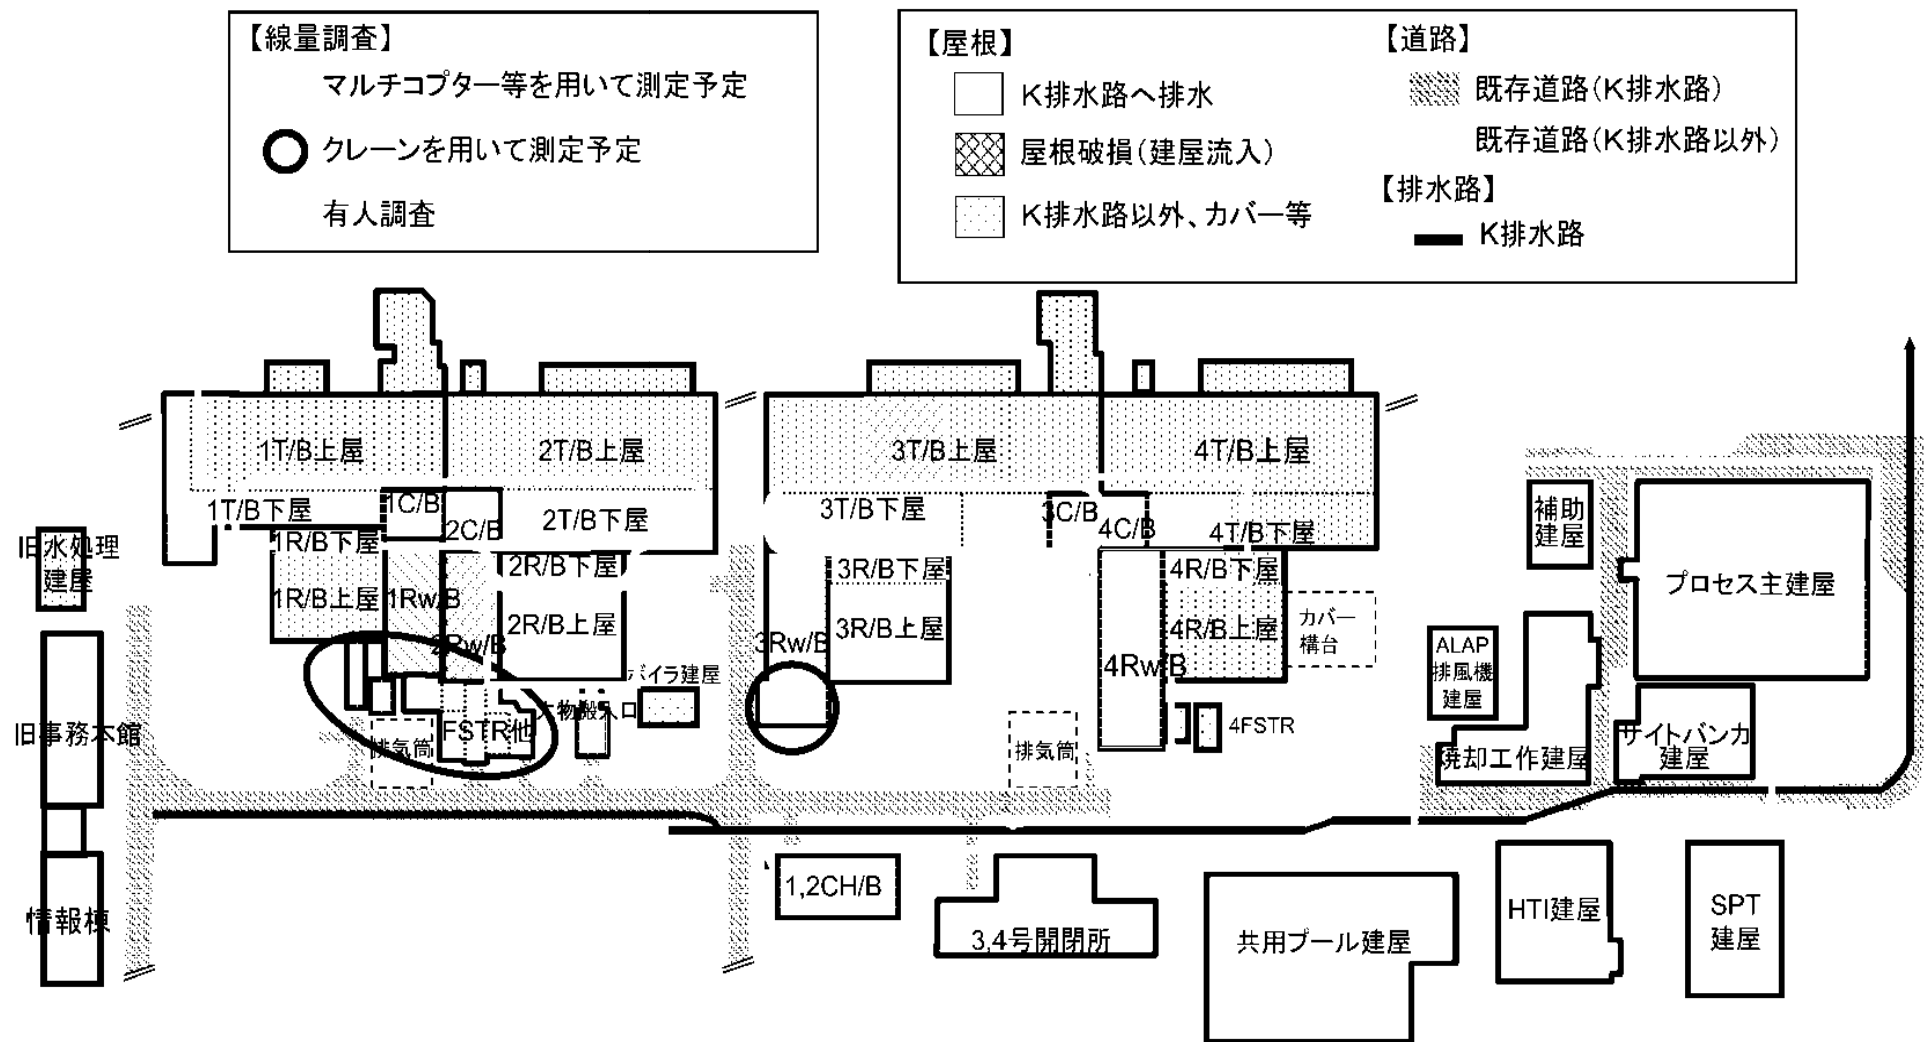 【線量調査】
マルチコプター等を用いて測定予定
クレーンを用いて測定予定
有人調査
【屋根】
K排水路へ排水
屋根破損(建屋流入)
K排水路以外、カバー等
【道路】
既存道路(K排水路)
既存道路(K排水路以外)
【排水路】
K排水路
1T/B上屋
2T/B上屋
3T/B上屋
4T/B上屋
1T/B下屋
1C/B
2C/B
2T/B下屋
3T/B下屋
3C/B
4C/B
4T/B下屋
旧水処理
建屋
1R/B下屋
1R/B上屋
1Rw/B
2Rw/B
2R/B下屋
2R/B上屋
3Rw/B
3R/B下屋
3R/B上屋
4Rw/B
4R/B下屋
4R/B上屋
カバー
構台
補助
建屋
プロセス主建屋
ALAP
排風機
建屋
ボイラ建屋
大物搬入口
FSTR他
排気筒
排気筒
4FSTR
旧事務本館
焼却工作建屋
サイトバンカ
建屋
情報棟
1,2CH/B
3,4号開閉所
共用プール建屋
HTI建屋
SPT
建屋